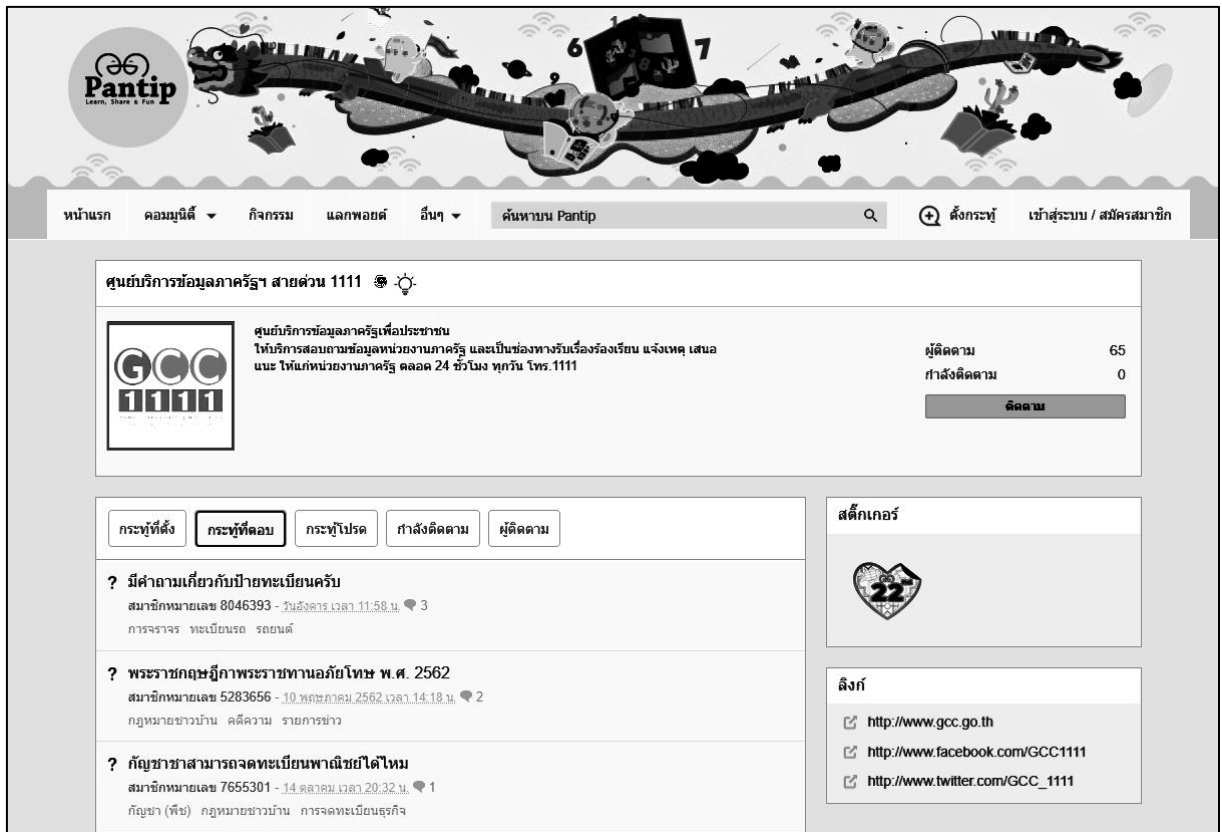 Pantip
Learn, Share & Fun
1
6
7
8
9
หน้าแรก คอมมูนิตี้ กิจกรรม แลกพอยต์ อื่นๆ ค้นหาบน Pantip ตั้งกระทู้ เข้าสู่ระบบ / สมัครสมาชิก
ศูนย์บริการข้อมูลภาครัฐฯ สายด่วน 1111
GCC
1111
ศูนย์บริการข้อมูลภาครัฐเพื่อประชาชน
ให้บริการสอบถามข้อมูลหน่วยงานภาครัฐ และเป็นช่องทางรับเรื่องร้องเรียน แจ้งเหตุ เสนอ
แนะ ให้แก่หน่วยงานภาครัฐ ตลอด 24 ชั่วโมง ทุกวัน โทร.1111
ผู้ติดตาม 65
กำลังติดตาม 0
ติดตาม
กระทู้ที่ตั้ง กระทู้ที่ตอบ กระทู้โปรด กำลังติดตาม ผู้ติดตาม
? มีคำถามเกี่ยวกับป้ายทะเบียนครับ
สมาชิกหมายเลข 8046393 - วันอังคาร เวลา 11:58 น. 3
การจราจร ทะเบียนรถ รถยนต์
? พระราชกฤษฎีกาพระราชทานอภัยโทษ พ.ศ. 2562
สมาชิกหมายเลข 5283656 - 10 พฤษภาคม 2562 เวลา 14:18 น. 2
กฎหมายชาวบ้าน คดีความ รายการข่าว
? กัญชาชาสามารถจดทะเบียนพาณิชย์ได้ไหม
สมาชิกหมายเลข 7655301 - 14 ตุลาคม เวลา 20:32 น. 1
กัญชา (พืช) กฎหมายชาวบ้าน การจดทะเบียนธุรกิจ
สติ๊กเกอร์
22nd
ลิงก์
http://www.gcc.go.th
http://www.facebook.com/GCC1111
http://www.twitter.com/GCC_1111